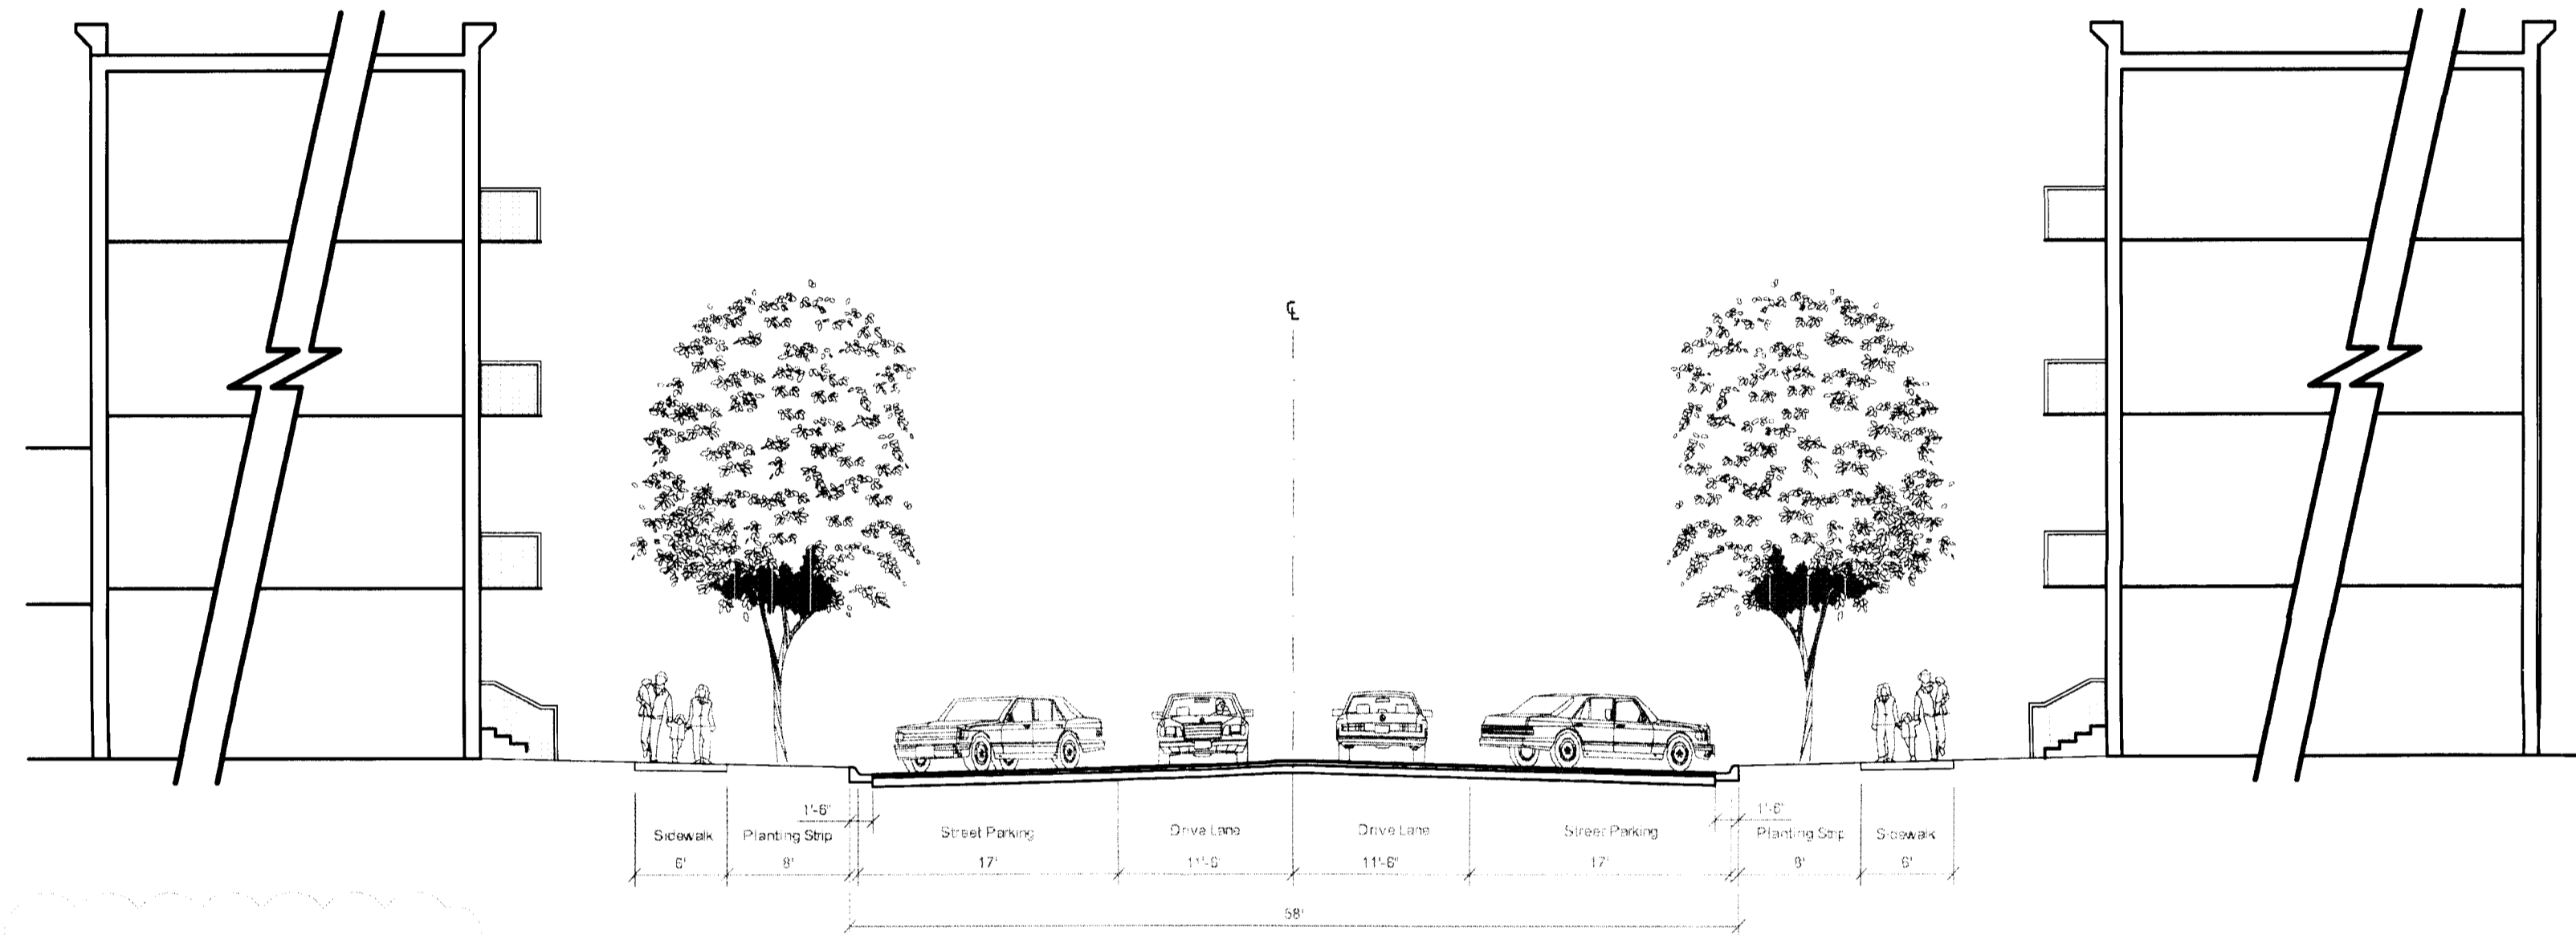 ℄
1'-6" 1'-6"
Sidewalk Planting Strip Street Parking Drive Lane Drive Lane Street Parking Planting Strip Sidewalk
6' 8' 17' 11'-6" 11'-6" 17' 8' 6'
58'